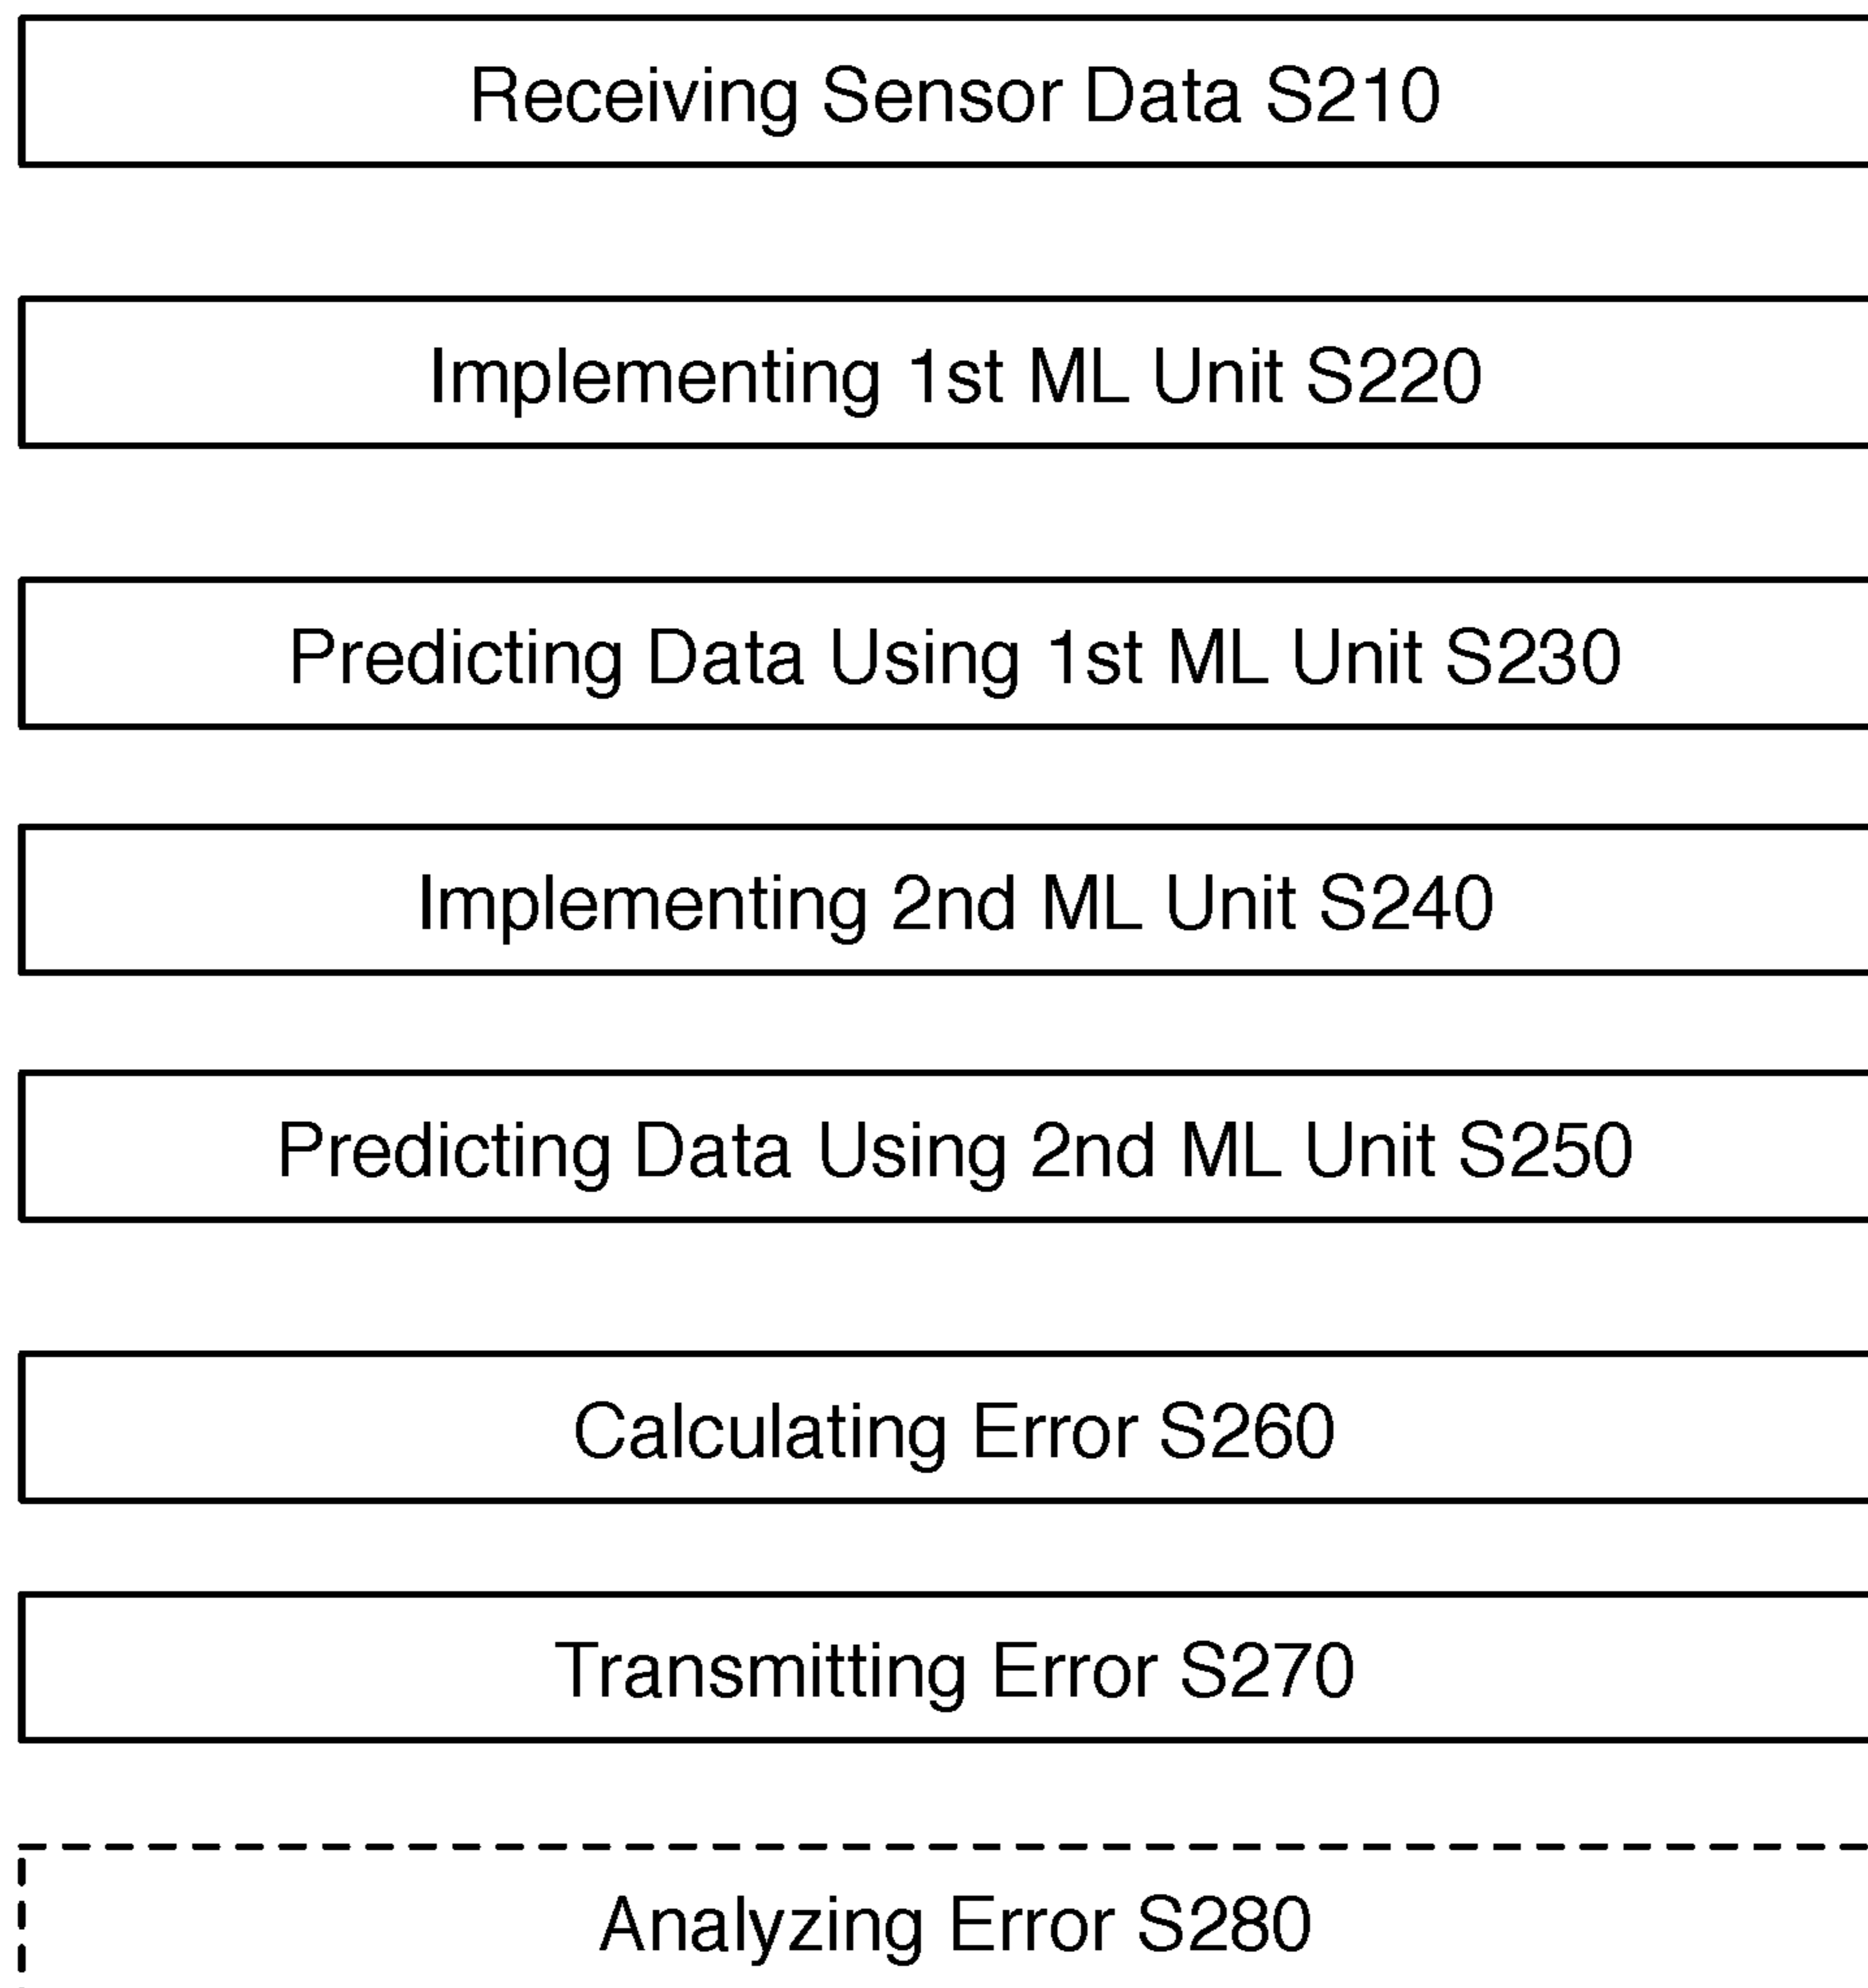 Receiving Sensor Data S210
Implementing 1st ML Unit S220
Predicting Data Using 1st ML Unit S230
Implementing 2nd ML Unit S240
Predicting Data Using 2nd ML Unit S250
Calculating Error S260
Transmitting Error S270
Analyzing Error S280